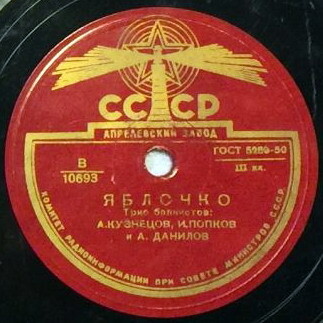 СССР
АПРЕЛЕВСКИЙ ЗАВОД
ГОСТ 5289-50
В
10693
III кл.
ЯБЛОЧКО
Трио баянистов:
А.КУЗНЕЦОВ, И.ПОПКОВ
и А. ДАНИЛОВ
КОМИТЕТ РАДИОИНФОРМАЦИИ ПРИ СОВЕТЕ МИНИСТРОВ СССР